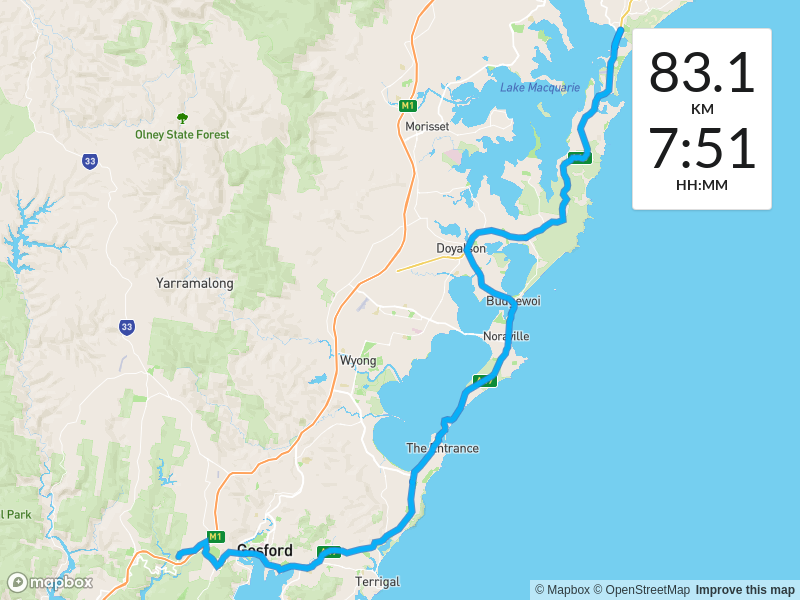 83.1
KM
7:51
HH:MM
Lake Macquarie
M1
Morisset
Olney State Forest
33
Doyalson
Yarramalong
Budgewoi
33
Noraville
Wyong
The Entrance
l Park
M1
Gosford
Terrigal
mapbox
© Mapbox © OpenStreetMap Improve this map